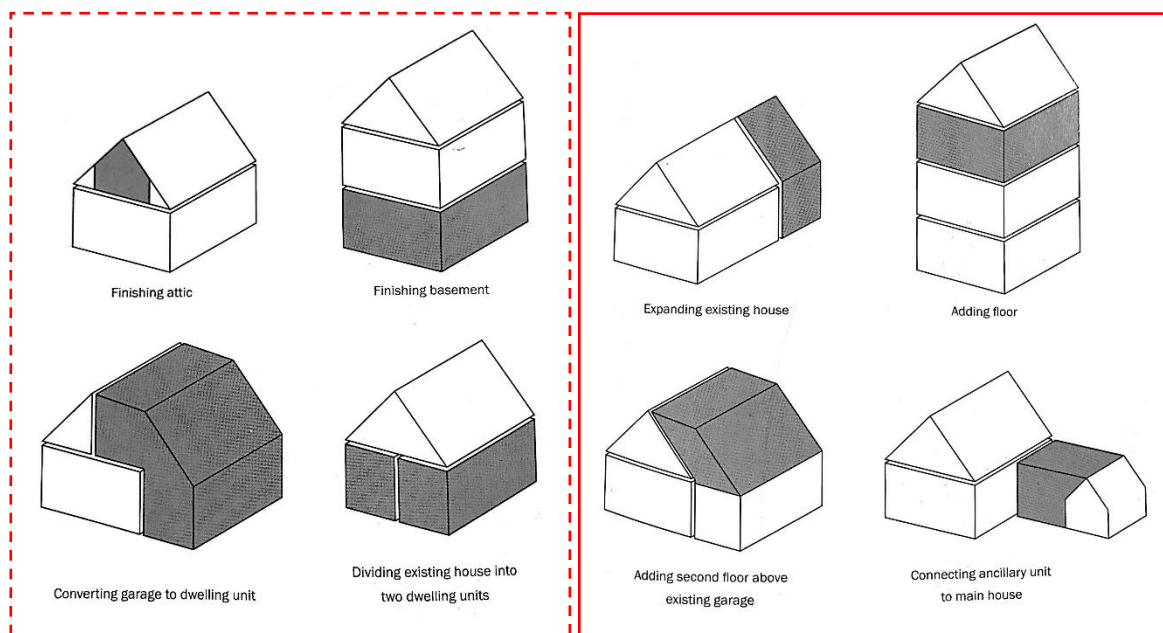 Finishing attic
Finishing basement
Expanding existing house
Adding floor
Converting garage to dwelling unit
Dividing existing house into
two dwelling units
Adding second floor above
existing garage
Connecting ancillary unit
to main house